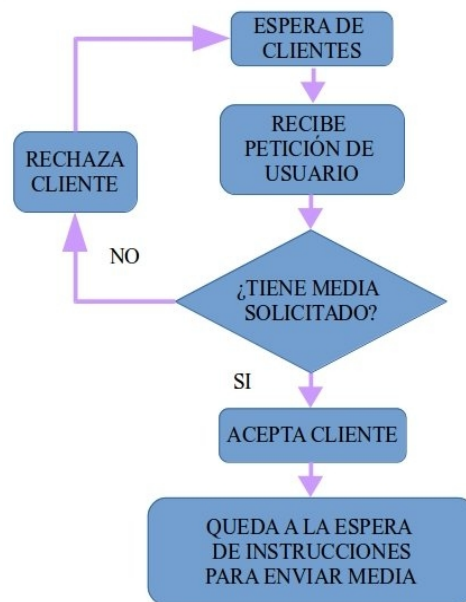 ESPERA DE
CLIENTES
RECIBE
PETICIÓN DE
USUARIO
RECHAZA
CLIENTE
NO
¿TIENE MEDIA
SOLICITADO?
SI
ACEPTA CLIENTE
QUEDA A LA ESPERA
DE INSTRUCCIONES
PARA ENVIAR MEDIA